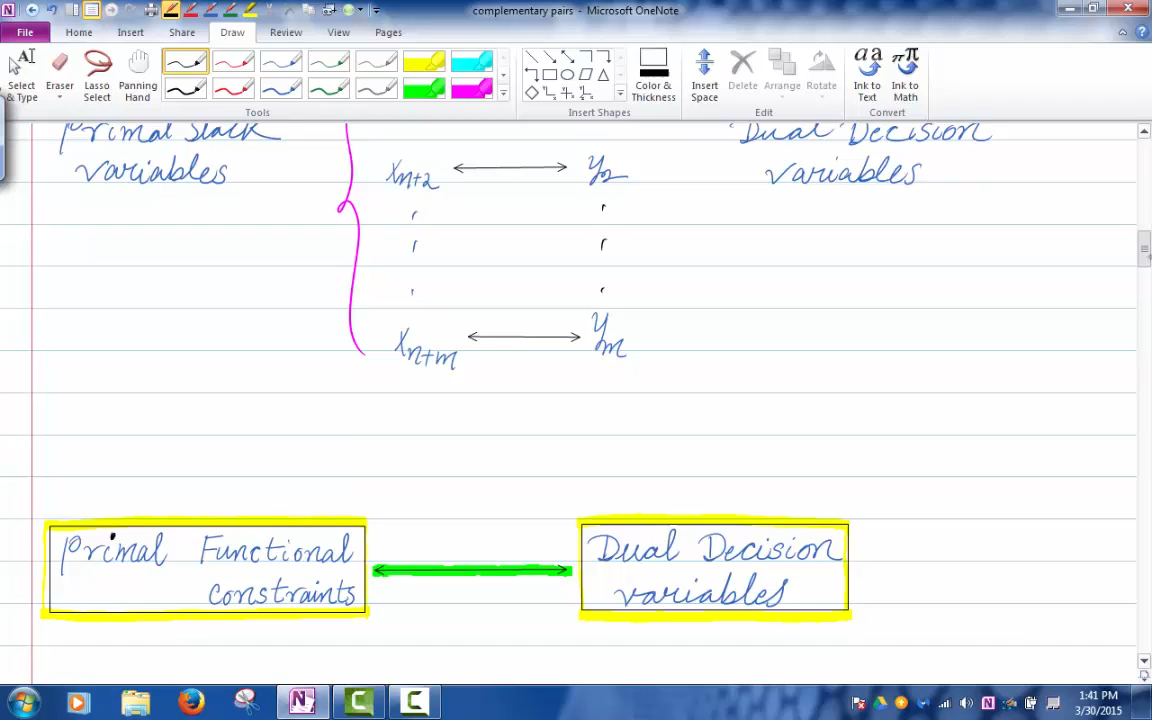 complementary pairs - Microsoft OneNote
File Home Insert Share Draw Review View Pages
Select & Type
Eraser
Lasso Select
Panning Hand
Color & Thickness
Insert Space
Delete
Arrange
Rotate
Ink to Text
Ink to Math
Tools Insert Shapes Edit Convert
Primal Slack
variables
Dual Decision
variables
xn+2 ↔ y2
xn+m ↔ ym
Primal Functional
constraints
Dual Decision
variables
1:41 PM
3/30/2015